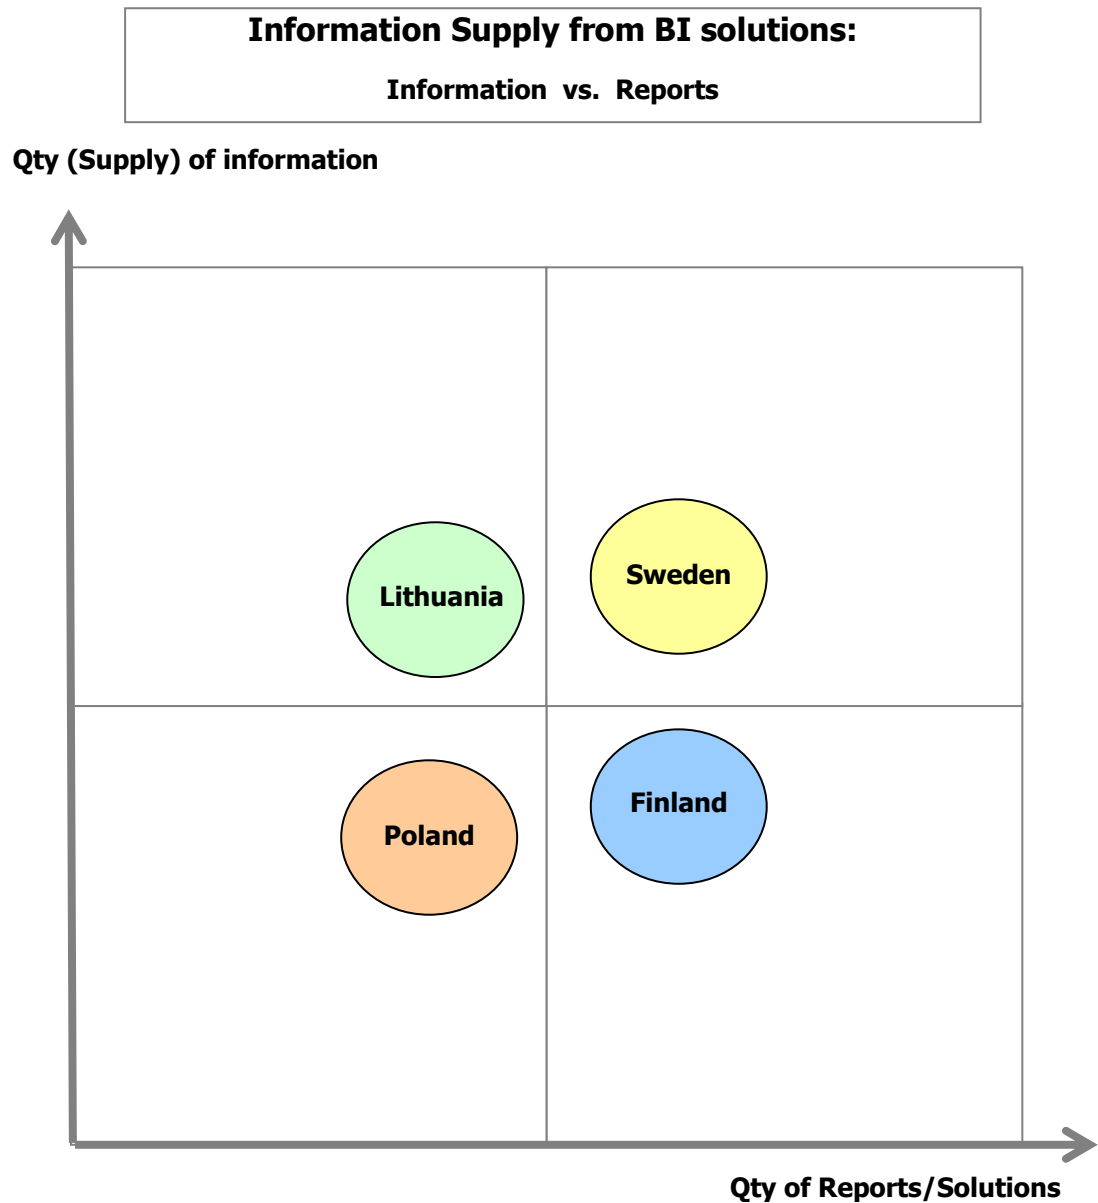 Information Supply from BI solutions:
Information vs. Reports
Qty (Supply) of information
Sweden
Lithuania
Finland
Poland
Qty of Reports/Solutions